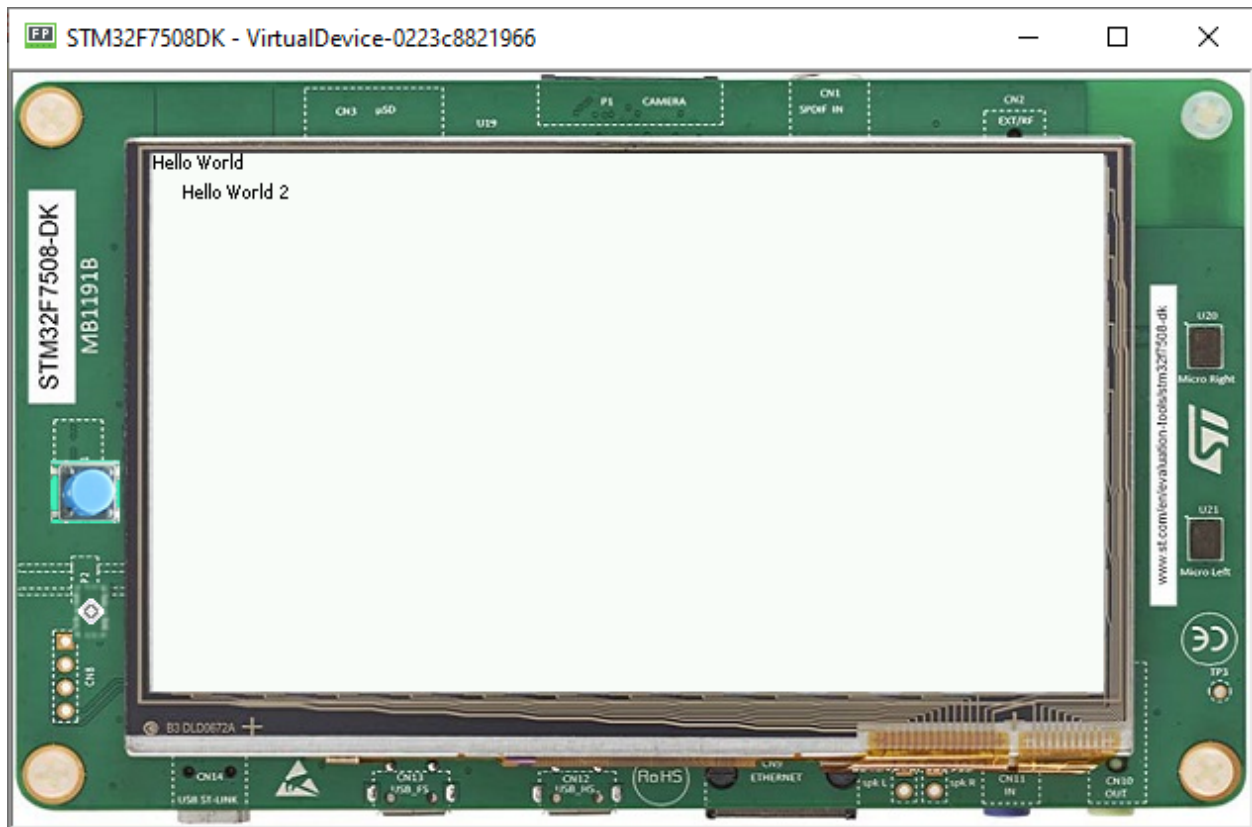 STM32F7508DK - VirtualDevice-0223c8821966
CN3 µSD
U19
P1 CAMERA
CN1
SPDIF IN
CN2
EXT/RF
Hello World
Hello World 2
STM32F7508-DK
MB1191B
www.st.com/en/evaluation-tools/stm32f7508-dk
U20
Micro Right
U21
Micro Left
P2
CN8
TP3
B3 DLD0672A
CN14
USB ST-LINK
CN13
USB_FS
CN12
USB_HS
RoHS
CN9
ETHERNET
spk L
spk R
CN11
IN
CN10
OUT